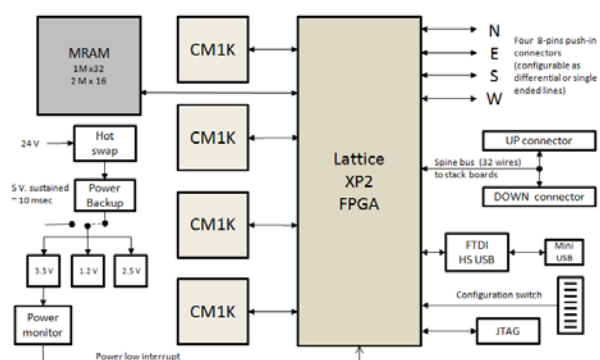 MRAM
1M x32
2 M x 16
CM1K
CM1K
CM1K
CM1K
Lattice
XP2
FPGA
N
E
S
W
Four 8-pins push-in
connectors
(configurable as
differential or single
ended lines)
24 V
Hot
swap
5 V. sustained
~ 10 msec
Power
Backup
3.3 V
1.2 V
2.5 V
Power
monitor
Power low interrupt
UP connector
Spine bus (32 wires)
to stack boards
DOWN connector
FTDI
HS USB
Mini
USB
Configuration switch
JTAG